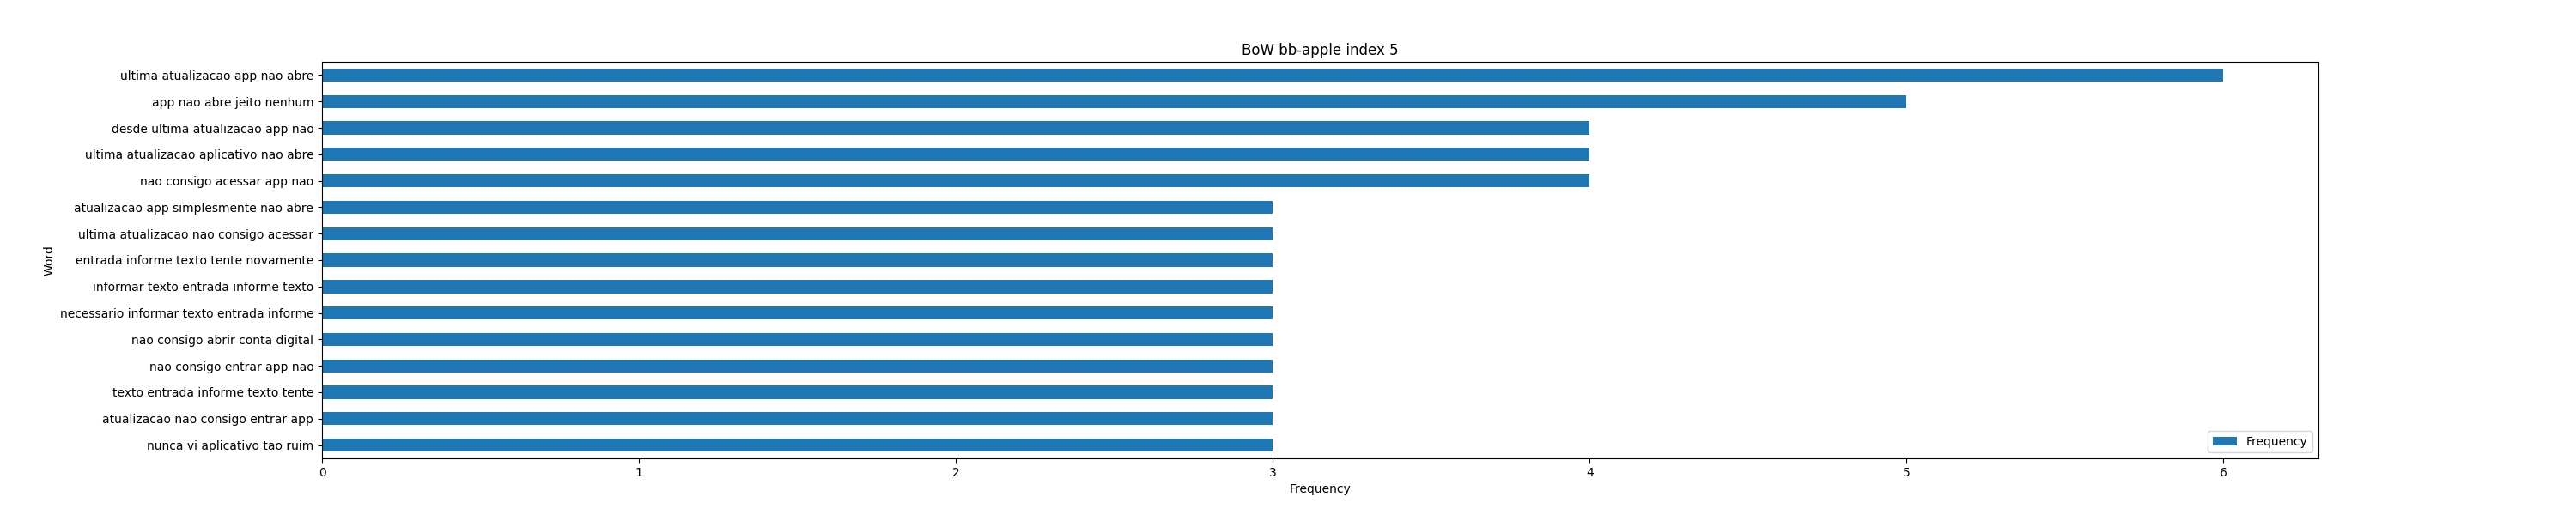 BoW bb-apple index 5
ultima atualizacao app nao abre
app nao abre jeito nenhum
desde ultima atualizacao app nao
ultima atualizacao aplicativo nao abre
nao consigo acessar app nao
atualizacao app simplesmente nao abre
ultima atualizacao nao consigo acessar
entrada informe texto tente novamente
informar texto entrada informe texto
necessario informar texto entrada informe
nao consigo abrir conta digital
nao consigo entrar app nao
texto entrada informe texto tente
atualizacao nao consigo entrar app
nunca vi aplicativo tao ruim
Word
Frequency
0 1 2 3 4 5 6
Frequency